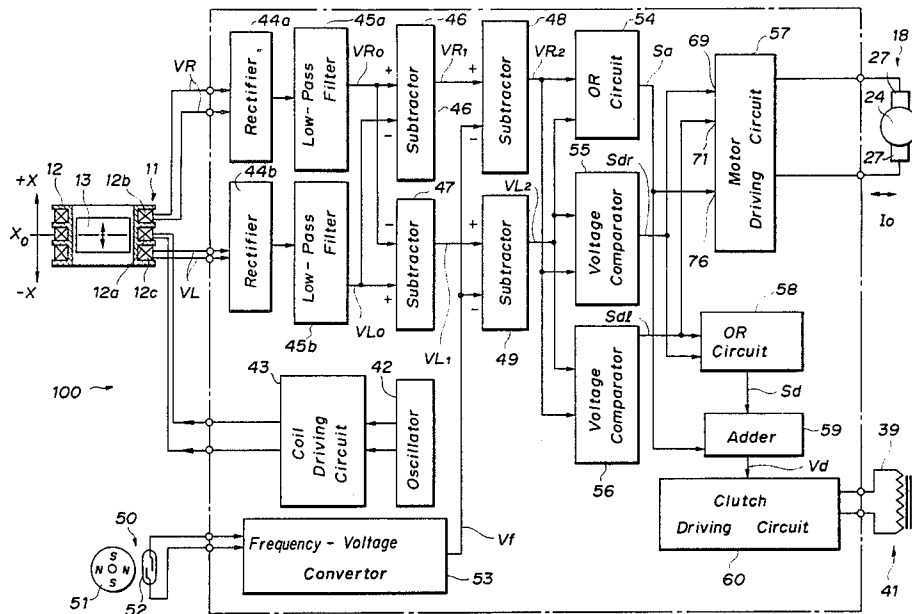 44a
45a
46
48
54
57
18
VR
Rectifier
Low-Pass Filter
VR0
+
-
Subtractor
VR1
46
+
-
Subtractor
VR2
OR Circuit
Sa
69
71
76
Motor Driving Circuit
27
24
27
I0
+X
X0
-X
12
13
12b
11
12a
12c
VL
44b
Rectifier
Low-Pass Filter
45b
VL0
47
-
+
Subtractor
VL1
-
Subtractor
49
VL2
55
Sdr
Voltage Comparator
Sdl
Voltage Comparator
56
58
OR Circuit
Sd
Adder
59
Vd
39
41
Clutch Driving Circuit
60
100
43
Coil Driving Circuit
42
Oscillator
50
S
N
N
S
51
52
Frequency-Voltage Convertor
53
Vf